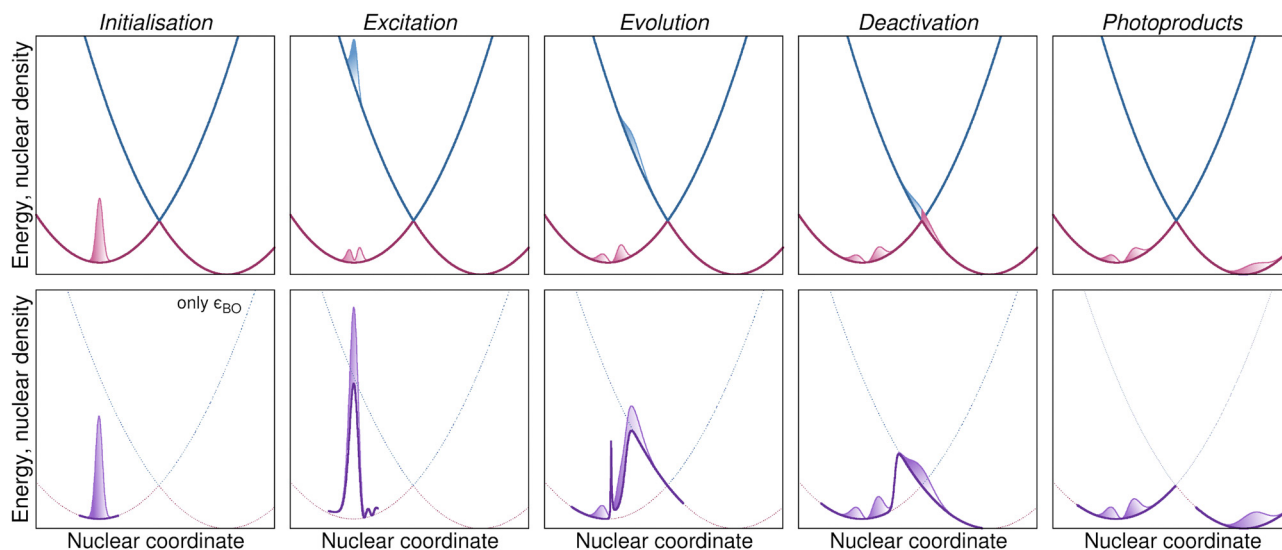 Initialisation
Excitation
Evolution
Deactivation
Photoproducts
Energy, nuclear density
only ϵBO
Energy, nuclear density
Nuclear coordinate
Nuclear coordinate
Nuclear coordinate
Nuclear coordinate
Nuclear coordinate